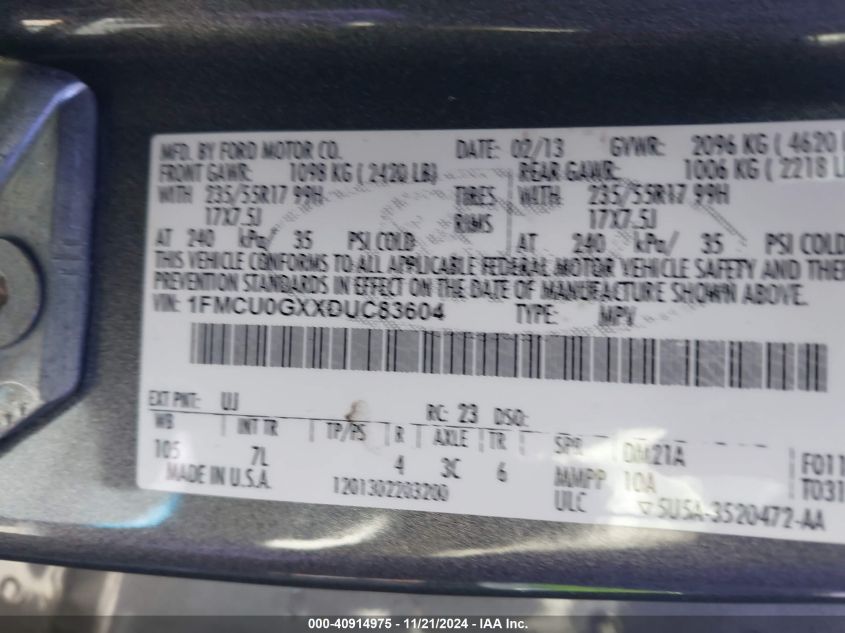 MFD. BY FORD MOTOR CO. DATE: 02/13 GVWR: 2096 KG ( 4620
FRONT GAWR: 1098 KG ( 2420 LB) REAR GAWR: 1006 KG ( 2218
WITH 235/55R17 99H TIRES WITH 235/55R17 99H
17X7.5J RIMS 17X7.5J
AT 240 kPa/ 35 PSI COLD AT 240 kPa/ 35 PSI COLD
THIS VEHICLE CONFORMS TO ALL APPLICABLE FEDERAL MOTOR VEHICLE SAFETY AND THEF
PREVENTION STANDARDS IN EFFECT ON THE DATE OF MANUFACTURE SHOWN ABOVE.
VIN: 1FMCU0GXXDUC83604 TYPE: MPV
EXT PNT: UJ RC: 23 DSO:
WB INT TR TP/PS R AXLE TR SPR DM21A F011
105 7L 4 3C 6 MMPP 10A T031
MADE IN U.S.A. 1201302203200 ULC ▽5U5A-3520472-AA
000-40914975 - 11/21/2024 - IAA Inc.